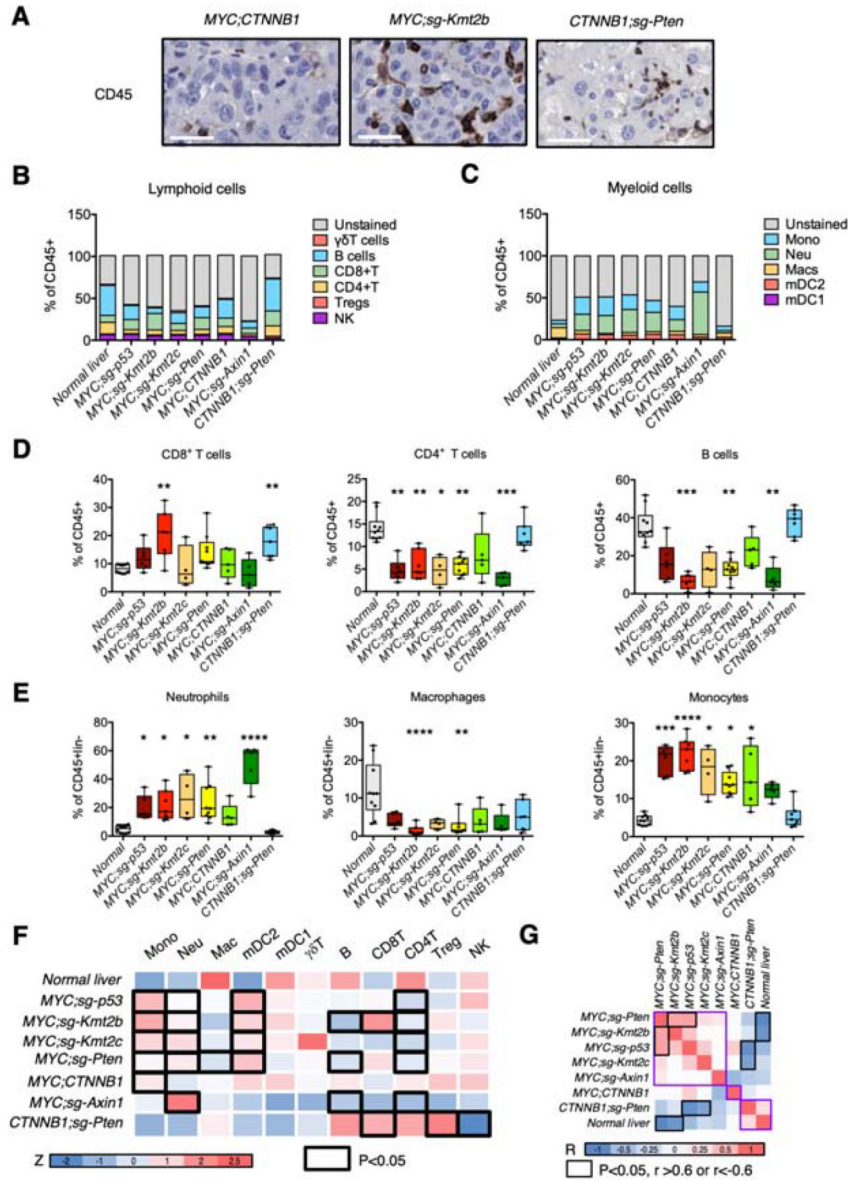 A
MYC;CTNNB1 MYC;sg-Kmt2b CTNNB1;sg-Pten
CD45
B
Lymphoid cells
% of CD45+
150
100
50
0
Unstained
γδT cells
B cells
CD8+T
CD4+T
Tregs
NK
Normal liver
MYC;sg-p53
MYC;sg-Kmt2b
MYC;sg-Kmt2c
MYC;sg-Pten
MYC;CTNNB1
MYC;sg-Axin1
CTNNB1;sg-Pten
C
Myeloid cells
% of CD45+
150
100
50
0
Unstained
Mono
Neu
Macs
mDC2
mDC1
Normal liver
MYC;sg-p53
MYC;sg-Kmt2b
MYC;sg-Kmt2c
MYC;sg-Pten
MYC;CTNNB1
MYC;sg-Axin1
CTNNB1;sg-Pten
D
CD8+ T cells
% of CD45+
40
30
20
10
0
** **
Normal
MYC;sg-p53
MYC;sg-Kmt2b
MYC;sg-Kmt2c
MYC;sg-Pten
MYC;CTNNB1
MYC;sg-Axin1
CTNNB1;sg-Pten
CD4+ T cells
% of CD45+
25
20
15
10
5
0
** ** * ** ***
Normal
MYC;sg-p53
MYC;sg-Kmt2b
MYC;sg-Kmt2c
MYC;sg-Pten
MYC;CTNNB1
MYC;sg-Axin1
CTNNB1;sg-Pten
B cells
% of CD45+
60
40
20
0
*** ** **
Normal
MYC;sg-p53
MYC;sg-Kmt2b
MYC;sg-Kmt2c
MYC;sg-Pten
MYC;CTNNB1
MYC;sg-Axin1
CTNNB1;sg-Pten
E
Neutrophils
% of CD45+lin-
80
60
40
20
0
* * * ** ****
Normal
MYC;sg-p53
MYC;sg-Kmt2b
MYC;sg-Kmt2c
MYC;sg-Pten
MYC;CTNNB1
MYC;sg-Axin1
CTNNB1;sg-Pten
Macrophages
% of CD45+lin-
30
20
10
0
**** **
Normal
MYC;sg-p53
MYC;sg-Kmt2b
MYC;sg-Kmt2c
MYC;sg-Pten
MYC;CTNNB1
MYC;sg-Axin1
CTNNB1;sg-Pten
Monocytes
% of CD45+lin-
30
20
10
0
*** **** * * *
Normal
MYC;sg-p53
MYC;sg-Kmt2b
MYC;sg-Kmt2c
MYC;sg-Pten
MYC;CTNNB1
MYC;sg-Axin1
CTNNB1;sg-Pten
F
Mono Neu Mac mDC2 mDC1 γδT B CD8T CD4T Treg NK
Normal liver
MYC;sg-p53
MYC;sg-Kmt2b
MYC;sg-Kmt2c
MYC;sg-Pten
MYC;CTNNB1
MYC;sg-Axin1
CTNNB1;sg-Pten
Z -2 -1 0 1 2 2.5
P<0.05
G
MYC;sg-Pten
MYC;sg-Kmt2b
MYC;sg-p53
MYC;sg-Kmt2c
MYC;sg-Axin1
MYC;CTNNB1
CTNNB1;sg-Pten
Normal liver
MYC;sg-Pten
MYC;sg-Kmt2b
MYC;sg-p53
MYC;sg-Kmt2c
MYC;sg-Axin1
MYC;CTNNB1
CTNNB1;sg-Pten
Normal liver
R -1 -0.5 -0.25 0 0.25 0.5 1
P<0.05, r >0.6 or r<-0.6